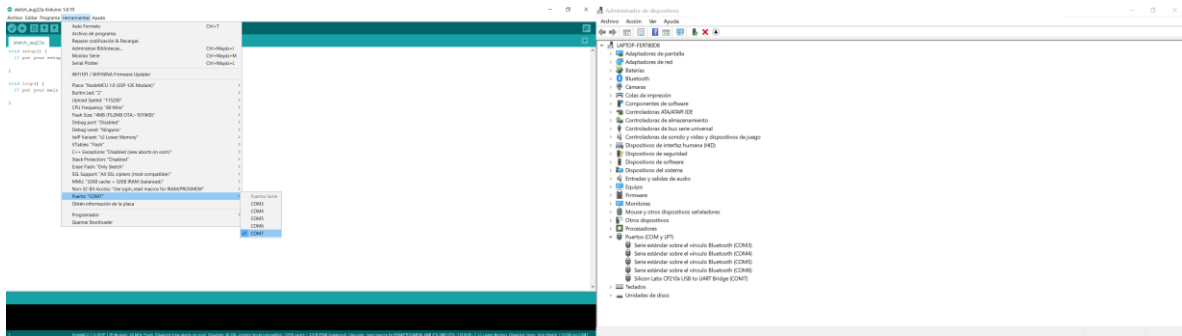 sketch_aug22a Arduino 1.8.19
Archivo Editar Programa Herramientas Ayuda
Auto Formato Ctrl+T
Archivo de programa.
Reparar codificación & Recargar.
Administrar Bibliotecas... Ctrl+Mayús+I
Monitor Serie Ctrl+Mayús+M
Serial Plotter Ctrl+Mayús+L
WiFi101 / WiFiNINA Firmware Updater
Placa: "NodeMCU 1.0 (ESP-12E Module)"
Builtin Led: "2"
Upload Speed: "115200"
CPU Frequency: "80 MHz"
Flash Size: "4MB (FS:2MB OTA:~1019KB)"
Debug port: "Disabled"
Debug Level: "Ninguno"
lwIP Variant: "v2 Lower Memory"
VTables: "Flash"
C++ Exceptions: "Disabled (new aborts on oom)"
Stack Protection: "Disabled"
Erase Flash: "Only Sketch"
SSL Support: "All SSL ciphers (most compatible)"
MMU: "32KB cache + 32KB IRAM (balanced)"
Non-32-Bit Access: "Use pgm_read macros for IRAM/PROGMEM"
Puerto: "COM7"
Obtén información de la placa
Programador
Quemar Bootloader
Puertos Serie
COM3
COM4
COM5
COM6
COM7
sketch_aug22a
void setup() {
// put your setup
}
void loop() {
// put your main
}
Administrador de dispositivos
Archivo Acción Ver Ayuda
Adaptadores de pantalla
Adaptadores de red
Baterías
Bluetooth
Cámaras
Colas de impresión
Componentes de software
Controladoras ATA/ATAPI IDE
Controladoras de almacenamiento
Controladoras de bus serie universal
Controladoras de sonido y vídeo y dispositivos de juego
Dispositivos de interfaz humana (HID)
Dispositivos de seguridad
Dispositivos de software
Dispositivos del sistema
Entradas y salidas de audio
Equipo
Firmware
Monitores
Mouse y otros dispositivos señaladores
Otros dispositivos
Procesadores
Puertos (COM y LPT)
Serie estándar sobre el vínculo Bluetooth (COM3)
Serie estándar sobre el vínculo Bluetooth (COM4)
Serie estándar sobre el vínculo Bluetooth (COM5)
Serie estándar sobre el vínculo Bluetooth (COM6)
Silicon Labs CP210x USB to UART Bridge (COM7)
Teclados
Unidades de disco